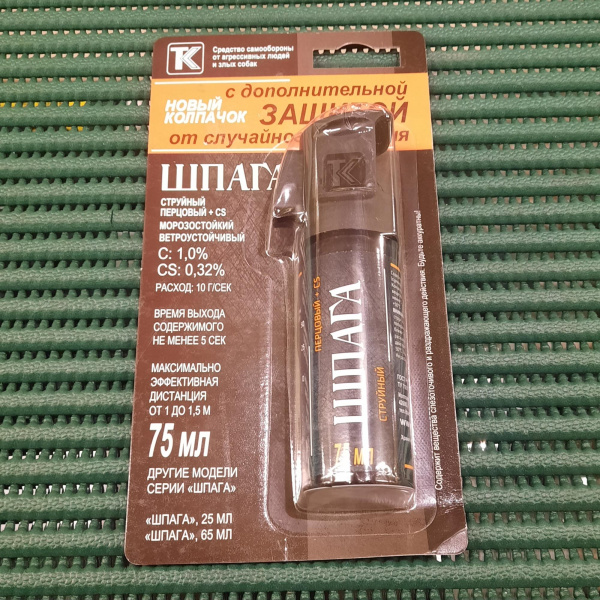 ТК
Средство самообороны
от агрессивных людей
и злых собак
НОВЫЙ
КОЛПАЧОК
с дополнительной
ЗАЩИТОЙ
от
ШПАГА
СТРУЙНЫЙ
ПЕРЦОВЫЙ + CS
МОРОЗОСТОЙКИЙ
ВЕТРОУСТОЙЧИВЫЙ
С: 1,0%
CS: 0,32%
РАСХОД: 10 Г/СЕК
ВРЕМЯ ВЫХОДА
СОДЕРЖИМОГО
НЕ МЕНЕЕ 5 СЕК
МАКСИМАЛЬНО
ЭФФЕКТИВНАЯ
ДИСТАНЦИЯ
ОТ 1 ДО 1,5 М
75 МЛ
ДРУГИЕ МОДЕЛИ
СЕРИИ «ШПАГА»
«ШПАГА», 25 МЛ
«ШПАГА», 65 МЛ
ТК
ПЕРЦОВЫЙ + CS
ШПАГА
СТРУЙНЫЙ
75 МЛ
Содержит вещества слезоточивого и раздражающего действия. Будьте аккуратны!